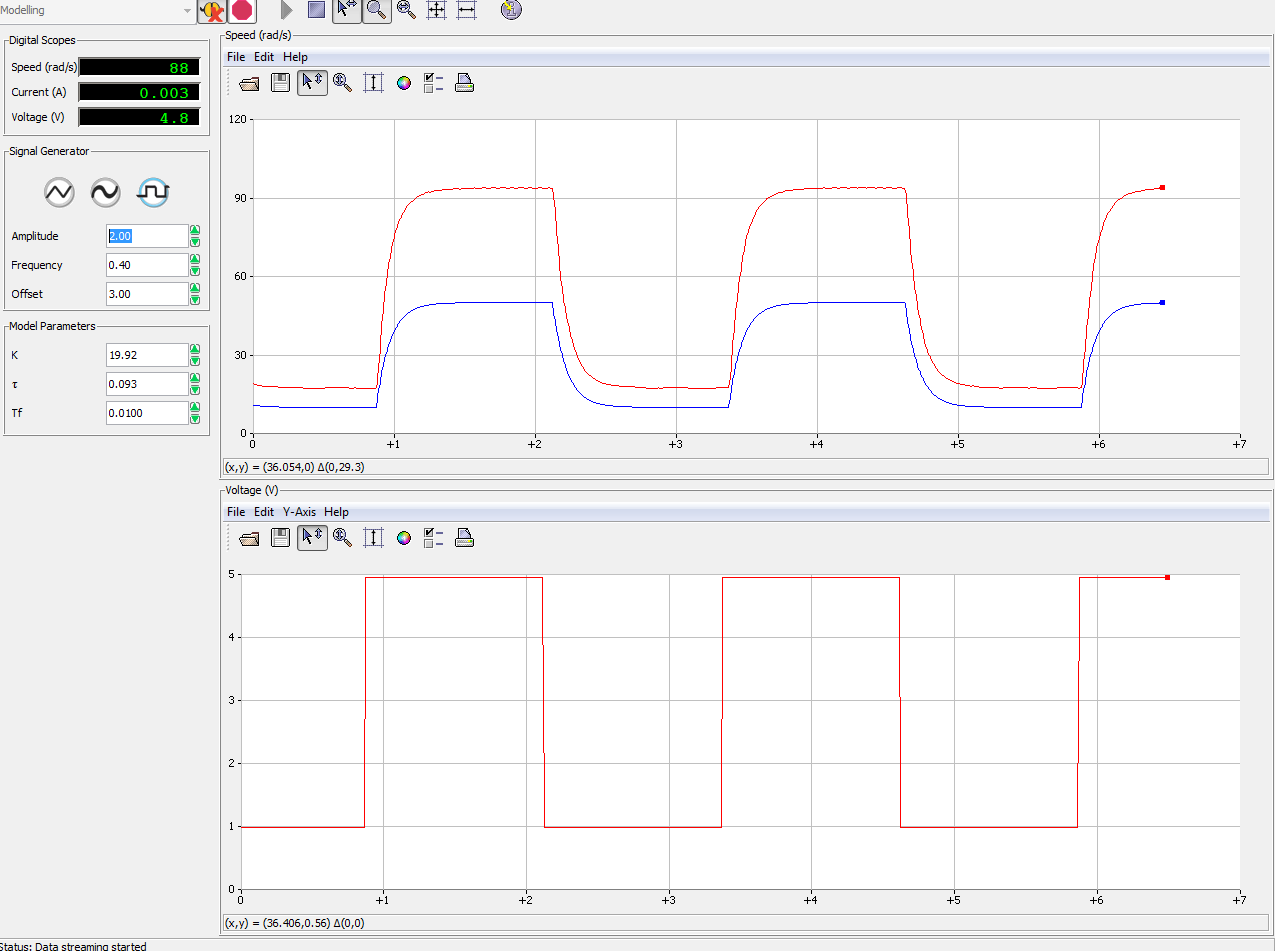 Modelling
Digital Scopes
Speed (rad/s) 88
Current (A) 0.003
Voltage (V) 4.8
Signal Generator
Amplitude 2.00
Frequency 0.40
Offset 3.00
Model Parameters
K 19.92
τ 0.093
Tf 0.0100
Speed (rad/s)
File Edit Help
120
90
60
30
0
0 +1 +2 +3 +4 +5 +6 +7
(x,y) = (36.054,0) Δ(0,29.3)
Voltage (V)
File Edit Y-Axis Help
5
4
3
2
1
0
0 +1 +2 +3 +4 +5 +6 +7
(x,y) = (36.406,0.56) Δ(0,0)
Status: Data streaming started